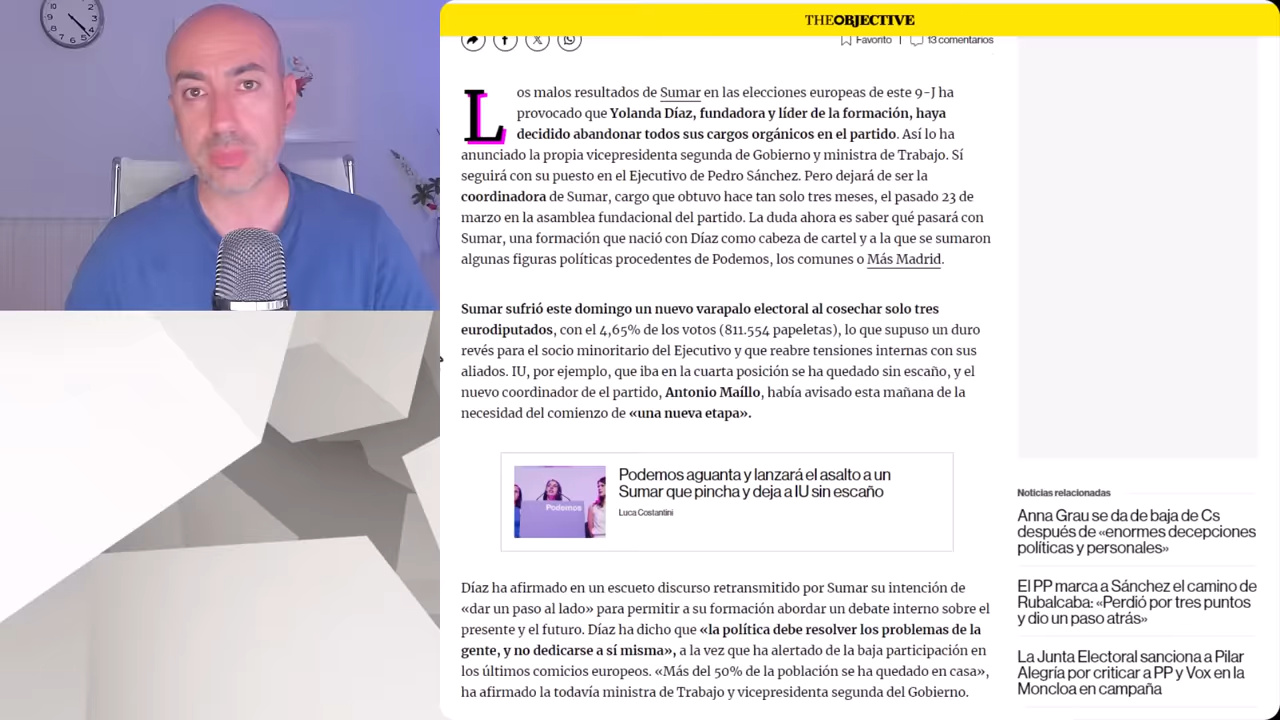 THEOBJECTIVE
Favorito | 13 comentarios
Los malos resultados de Sumar en las elecciones europeas de este 9-J ha
provocado que Yolanda Díaz, fundadora y líder de la formación, haya
decidido abandonar todos sus cargos orgánicos en el partido. Así lo ha
anunciado la propia vicepresidenta segunda de Gobierno y ministra de Trabajo. Sí
seguirá con su puesto en el Ejecutivo de Pedro Sánchez. Pero dejará de ser la
coordinadora de Sumar, cargo que obtuvo hace tan solo tres meses, el pasado 23 de
marzo en la asamblea fundacional del partido. La duda ahora es saber qué pasará con
Sumar, una formación que nació con Díaz como cabeza de cartel y a la que se sumaron
algunas figuras políticas procedentes de Podemos, los comunes o Más Madrid.
Sumar sufrió este domingo un nuevo varapalo electoral al cosechar solo tres
eurodiputados, con el 4,65% de los votos (811.554 papeletas), lo que supuso un duro
revés para el socio minoritario del Ejecutivo y que reabre tensiones internas con sus
aliados. IU, por ejemplo, que iba en la cuarta posición se ha quedado sin escaño, y el
nuevo coordinador de el partido, Antonio Maíllo, había avisado esta mañana de la
necesidad del comienzo de «una nueva etapa».
Podemos
Podemos aguanta y lanzará el asalto a un
Sumar que pincha y deja a IU sin escaño
Luca Costantini
Díaz ha afirmado en un escueto discurso retransmitido por Sumar su intención de
«dar un paso al lado» para permitir a su formación abordar un debate interno sobre el
presente y el futuro. Díaz ha dicho que «la política debe resolver los problemas de la
gente, y no dedicarse a sí misma», a la vez que ha alertado de la baja participación en
los últimos comicios europeos. «Más del 50% de la población se ha quedado en casa»,
ha afirmado la todavía ministra de Trabajo y vicepresidenta segunda del Gobierno.
Noticias relacionadas
Anna Grau se da de baja de Cs
después de «enormes decepciones
políticas y personales»
El PP marca a Sánchez el camino de
Rubalcaba: «Perdió por tres puntos
y dio un paso atrás»
La Junta Electoral sanciona a Pilar
Alegría por criticar a PP y Vox en la
Moncloa en campaña